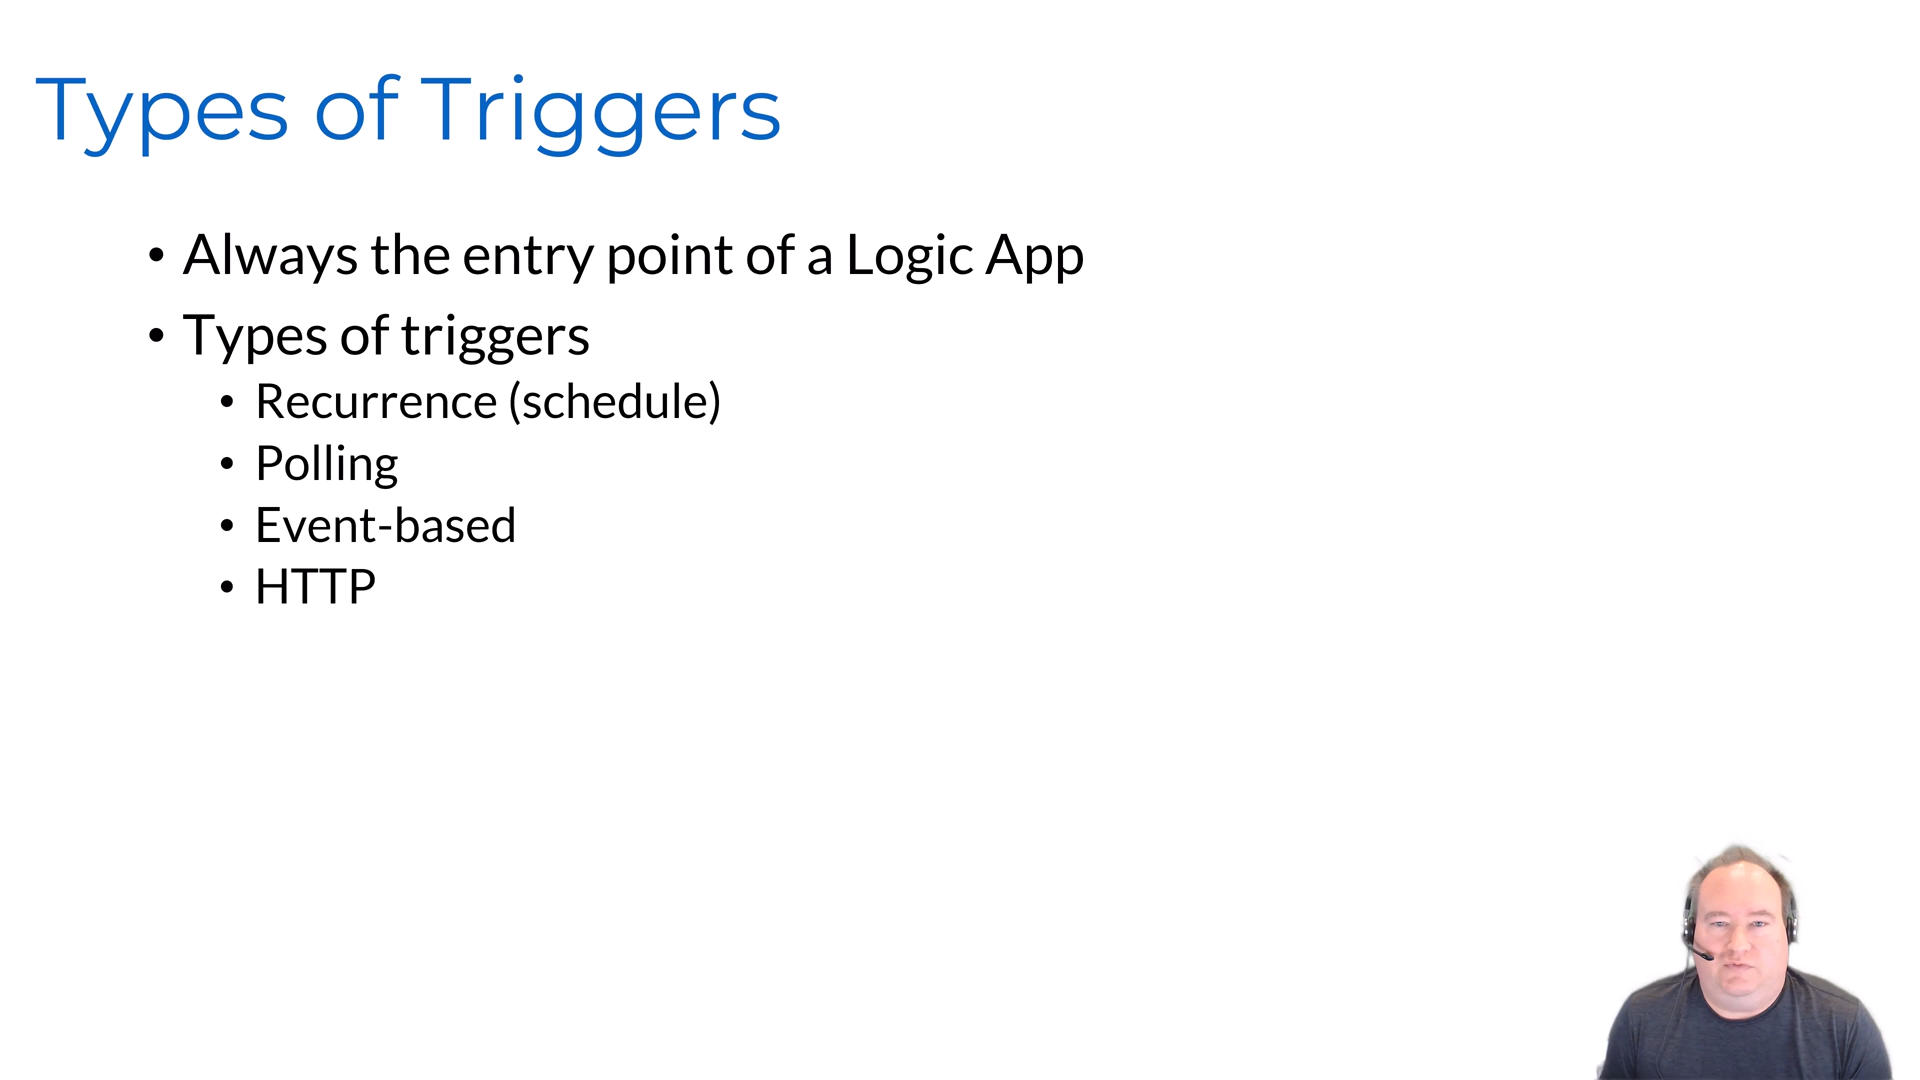 Types of Triggers
• Always the entry point of a Logic App
• Types of triggers
• Recurrence (schedule)
• Polling
• Event-based
• HTTP